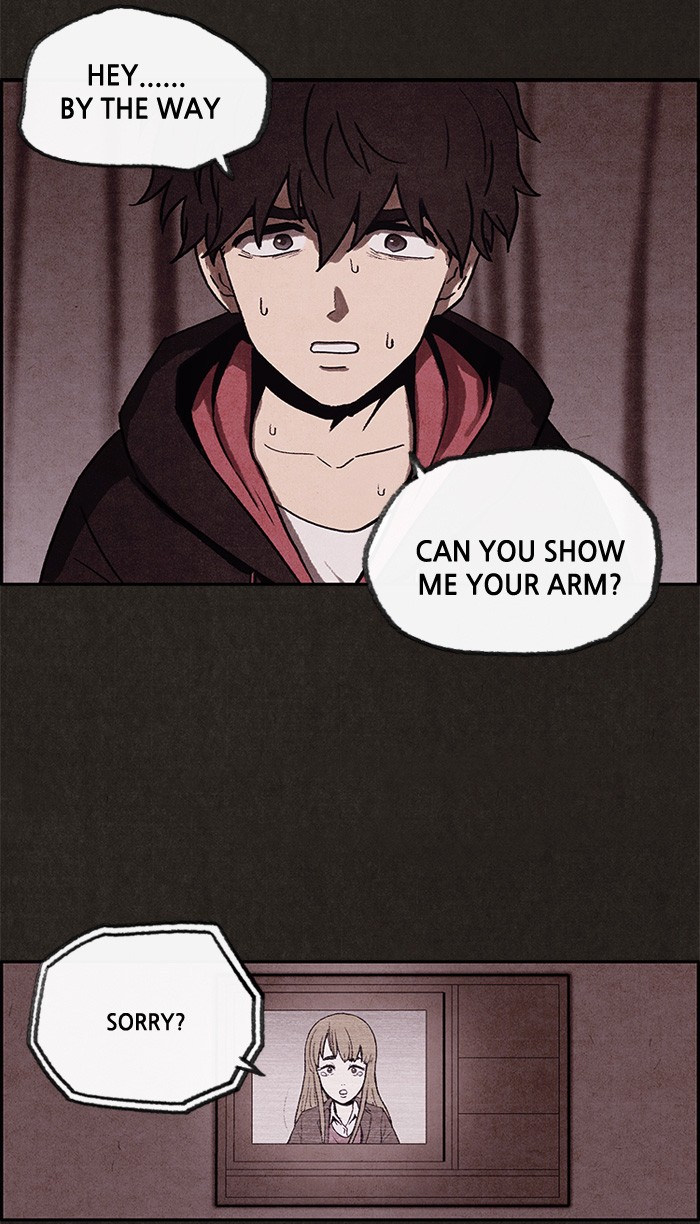 HEY......
BY THE WAY
CAN YOU SHOW
ME YOUR ARM?
SORRY?